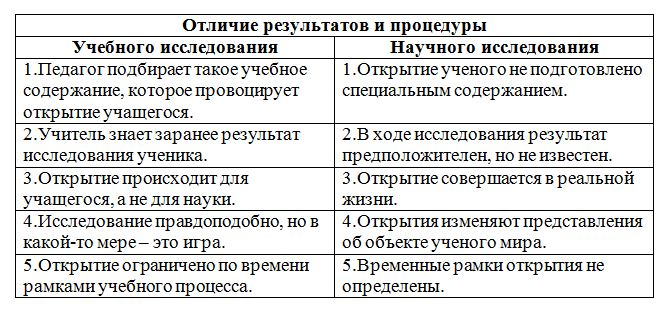 Отличие результатов и процедуры
Учебного исследования
Научного исследования
1.Педагог подбирает такое учебное
содержание, которое провоцирует
открытие учащегося.
1.Открытие ученого не подготовлено
специальным содержанием.
2.Учитель знает заранее результат
исследования ученика.
2.В ходе исследования результат
предположителен, но не известен.
3.Открытие происходит для
учащегося, а не для науки.
3.Открытие совершается в реальной
жизни.
4.Исследование правдоподобно, но в
какой-то мере – это игра.
4.Открытия изменяют представления
об объекте ученого мира.
5.Открытие ограничено по времени
рамками учебного процесса.
5.Временные рамки открытия не
определены.